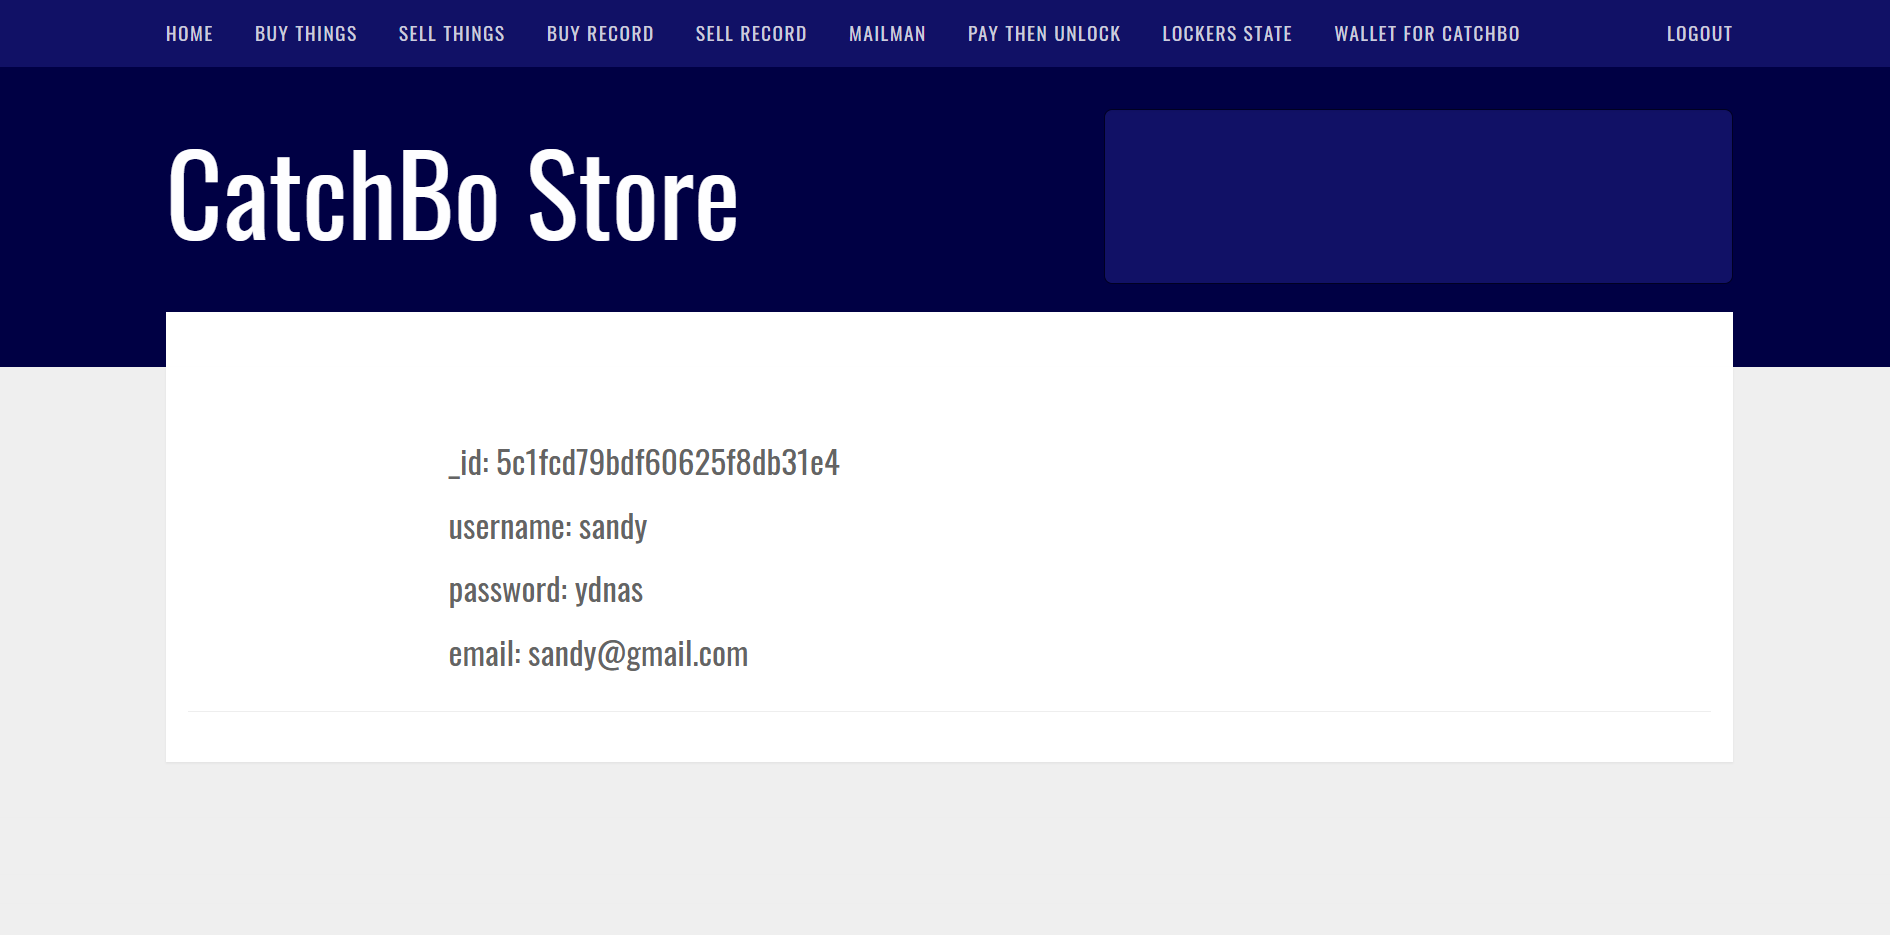 HOME BUY THINGS SELL THINGS BUY RECORD SELL RECORD MAILMAN PAY THEN UNLOCK LOCKERS STATE WALLET FOR CATCHBO LOGOUT
CatchBo Store
_id: 5c1fcd79bdf60625f8db31e4
username: sandy
password: ydnas
email: sandy@gmail.com